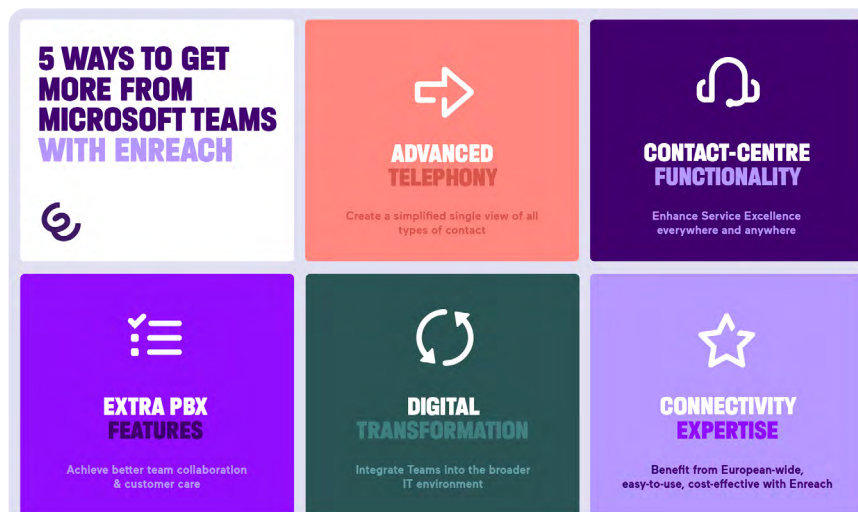 5 WAYS TO GET
MORE FROM
MICROSOFT TEAMS
WITH ENREACH
ADVANCED
TELEPHONY
Create a simplified single view of all
types of contact
CONTACT-CENTRE
FUNCTIONALITY
Enhance Service Excellence
everywhere and anywhere
EXTRA PBX
FEATURES
Achieve better team collaboration
& customer care
DIGITAL
TRANSFORMATION
Integrate Teams into the broader
IT environment
CONNECTIVITY
EXPERTISE
Benefit from European-wide,
easy-to-use, cost-effective with Enreach